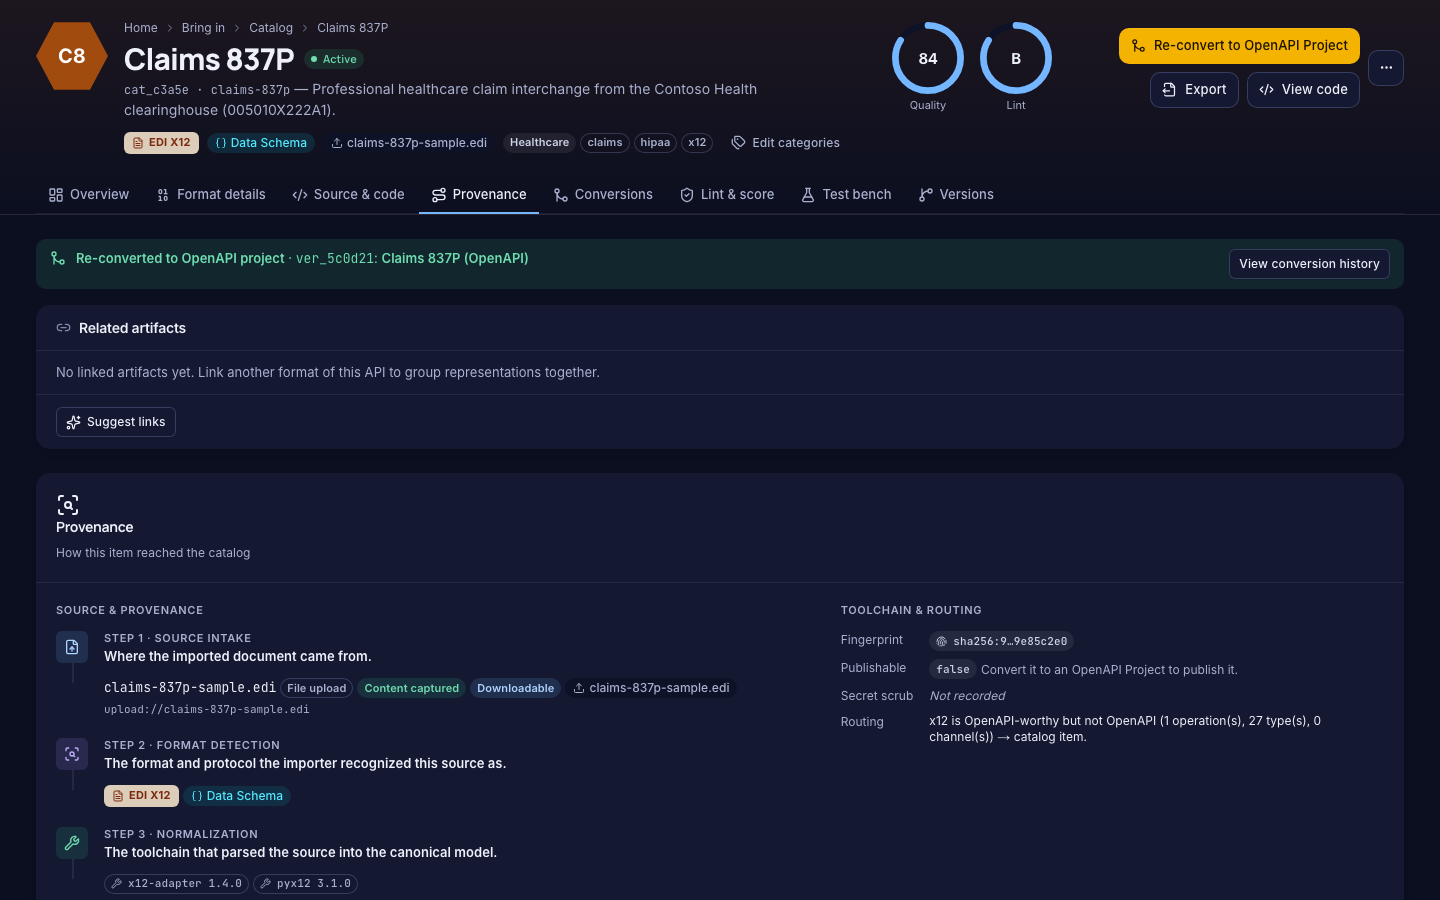 C8
Home > Bring in > Catalog > Claims 837P
Claims 837P
Active
cat_c3a5e · claims-837p — Professional healthcare claim interchange from the Contoso Health
clearinghouse (005010X222A1).
EDI X12
{} Data Schema
claims-837p-sample.edi
Healthcare
claims
hipaa
x12
Edit categories
84
Quality
B
Lint
Re-convert to OpenAPI Project
Export
View code
Overview
Format details
Source & code
Provenance
Conversions
Lint & score
Test bench
Versions
Re-converted to OpenAPI project · ver_5c0d21: Claims 837P (OpenAPI)
View conversion history
Related artifacts
No linked artifacts yet. Link another format of this API to group representations together.
Suggest links
Provenance
How this item reached the catalog
SOURCE & PROVENANCE
STEP 1 · SOURCE INTAKE
Where the imported document came from.
claims-837p-sample.edi File upload Content captured Downloadable claims-837p-sample.edi
upload://claims-837p-sample.edi
STEP 2 · FORMAT DETECTION
The format and protocol the importer recognized this source as.
EDI X12 {} Data Schema
STEP 3 · NORMALIZATION
The toolchain that parsed the source into the canonical model.
x12-adapter 1.4.0 pyx12 3.1.0
TOOLCHAIN & ROUTING
Fingerprint sha256:9…9e85c2e0
Publishable false Convert it to an OpenAPI Project to publish it.
Secret scrub Not recorded
Routing x12 is OpenAPI-worthy but not OpenAPI (1 operation(s), 27 type(s), 0
channel(s)) → catalog item.